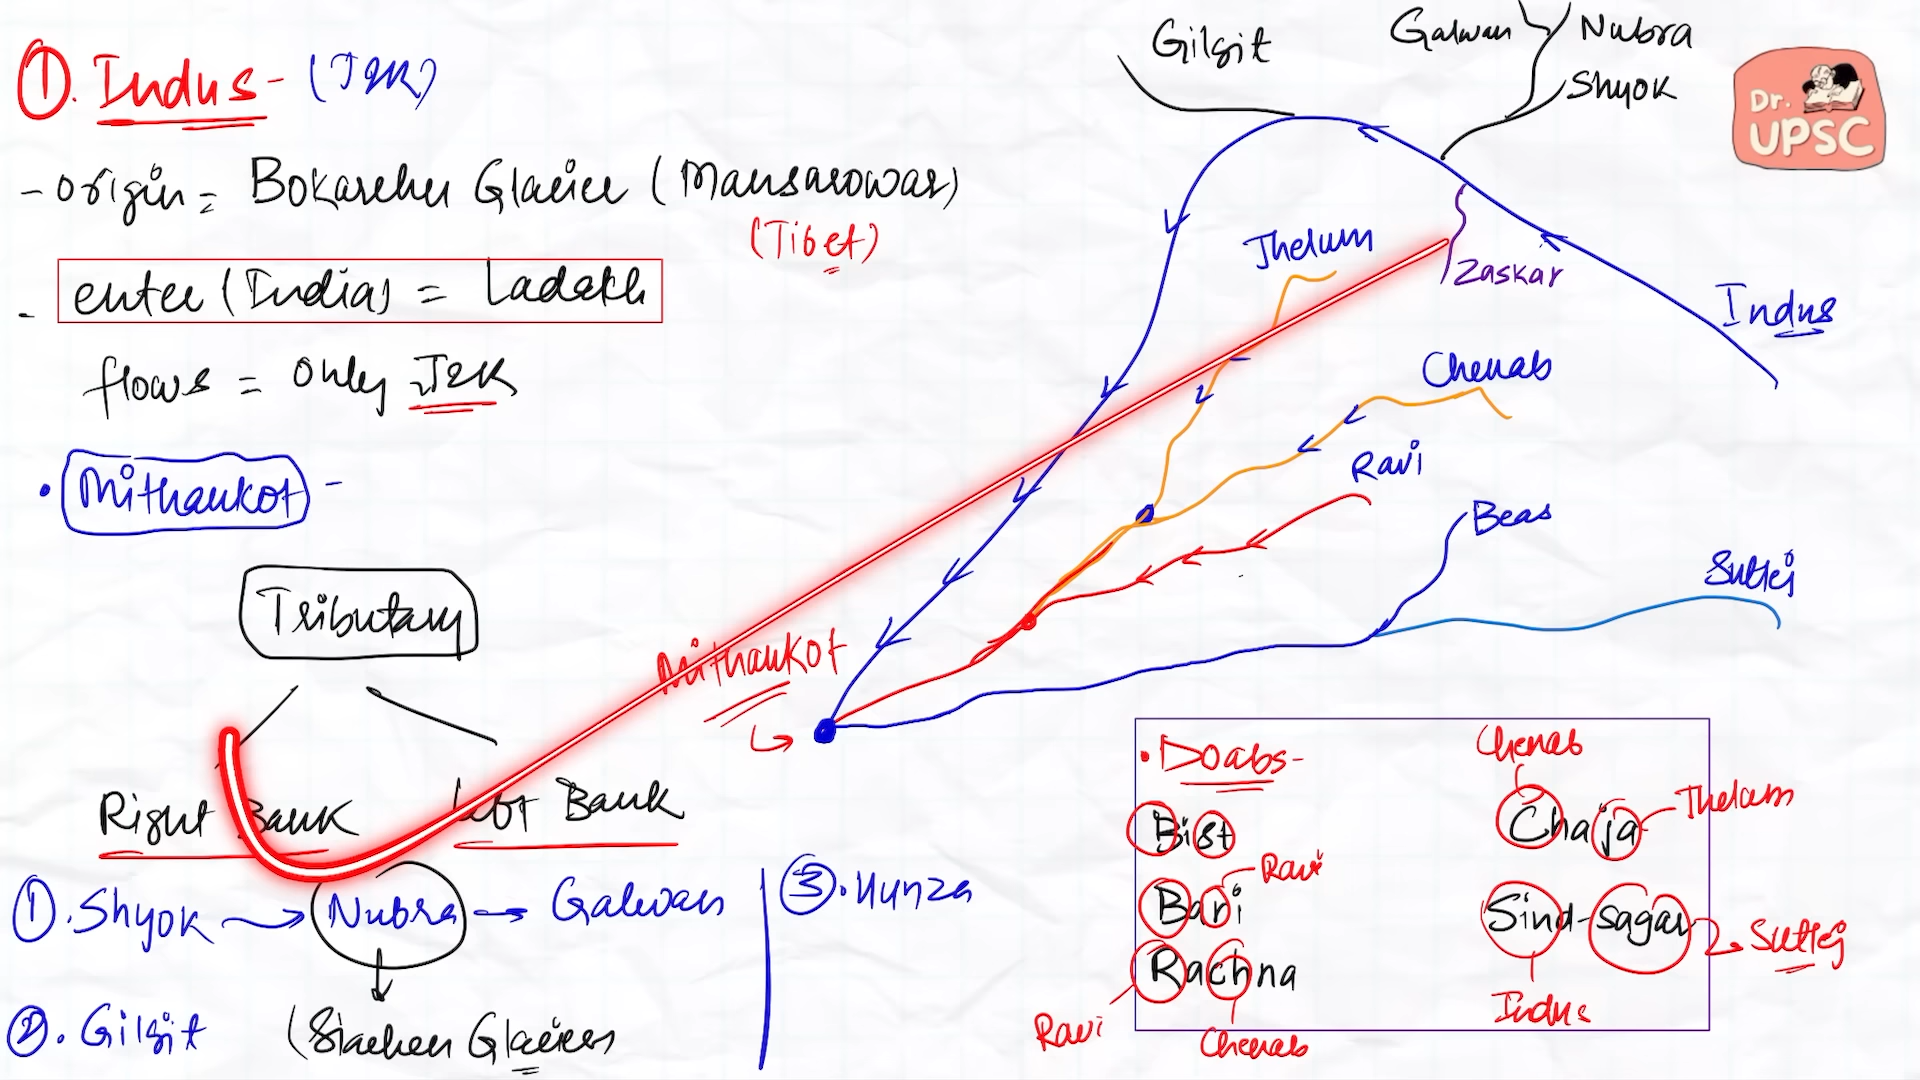 ①. Indus - (J&K)
- origin = Bokarchu Glacier (Mansarowar)
(Tibet)
- enter (India) = Ladakh
flows = only J&K
• Mithankot -
Tributary
Right Bank
Left Bank
①. Shyok → Nubra → Galwan
②. Gilgit
(Siachen Glacier
③. Hunza
Gilgit
Galwan
Nubra
Shyok
Dr.
UPSC
Jhelum
Zaskar
Indus
Chenab
Ravi
Beas
Sutlej
Mithankot
• Doabs-
Bist
Bari
Ravi
Rachna
Ravi
Chenab
Chenab
Chaja
Jhelum
Sind-sagar
Sutlej
Indus